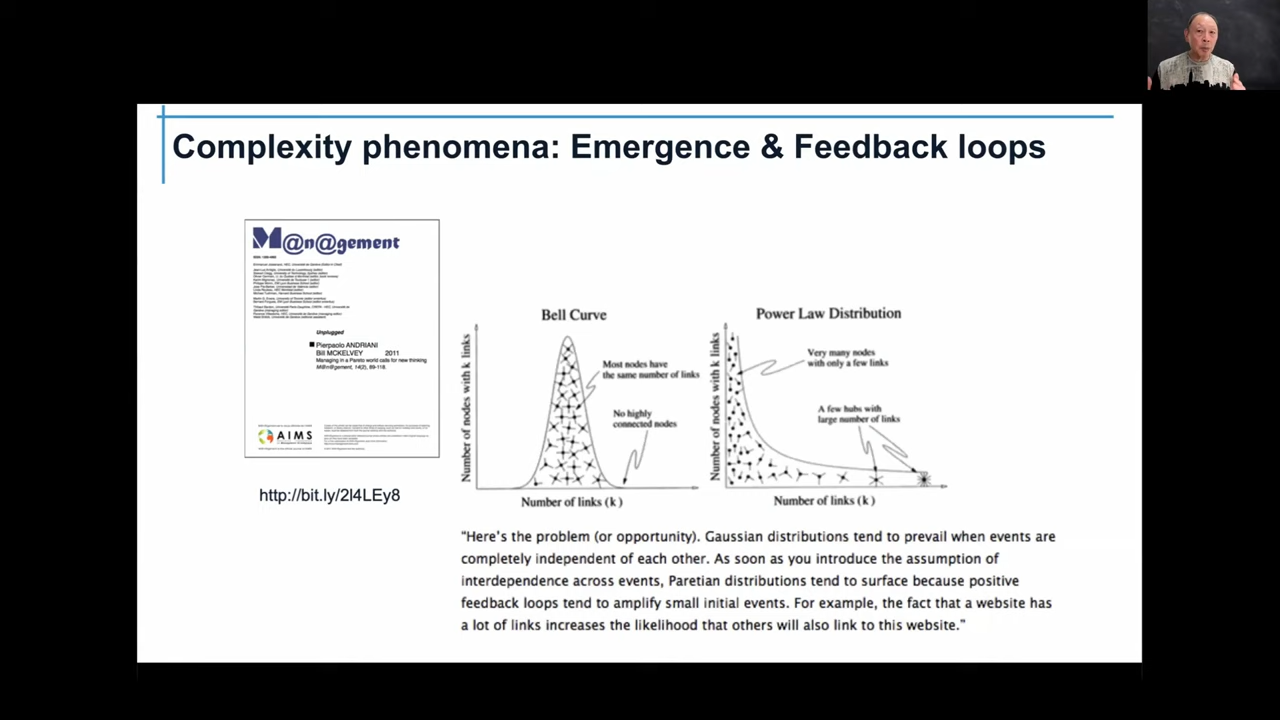 Complexity phenomena: Emergence & Feedback loops
M@n@gement
Unplugged
Pierpaolo ANDRIANI
Bill MCKELVEY 2011
Managing in a Pareto world calls for new thinking
M@n@gement, 14(2), 89-118.
AIMS
http://bit.ly/2l4LEy8
Bell Curve
Number of nodes with k links
Most nodes have
the same number of links
No highly
connected nodes
Number of links (k)
Power Law Distribution
Number of nodes with k links
Very many nodes
with only a few links
A few hubs with
large number of links
Number of links (k)
“Here's the problem (or opportunity). Gaussian distributions tend to prevail when events are
completely independent of each other. As soon as you introduce the assumption of
interdependence across events, Paretian distributions tend to surface because positive
feedback loops tend to amplify small initial events. For example, the fact that a website has
a lot of links increases the likelihood that others will also link to this website.”